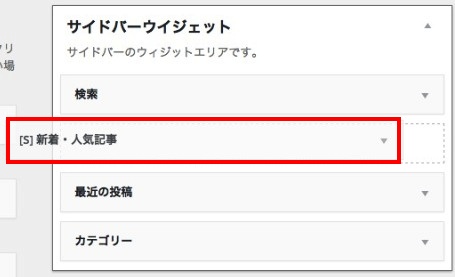 サイドバーウイジェット
サイドバーのウィジットエリアです。
クリ
い場
検索
[S] 新着・人気記事
最近の投稿
カテゴリー